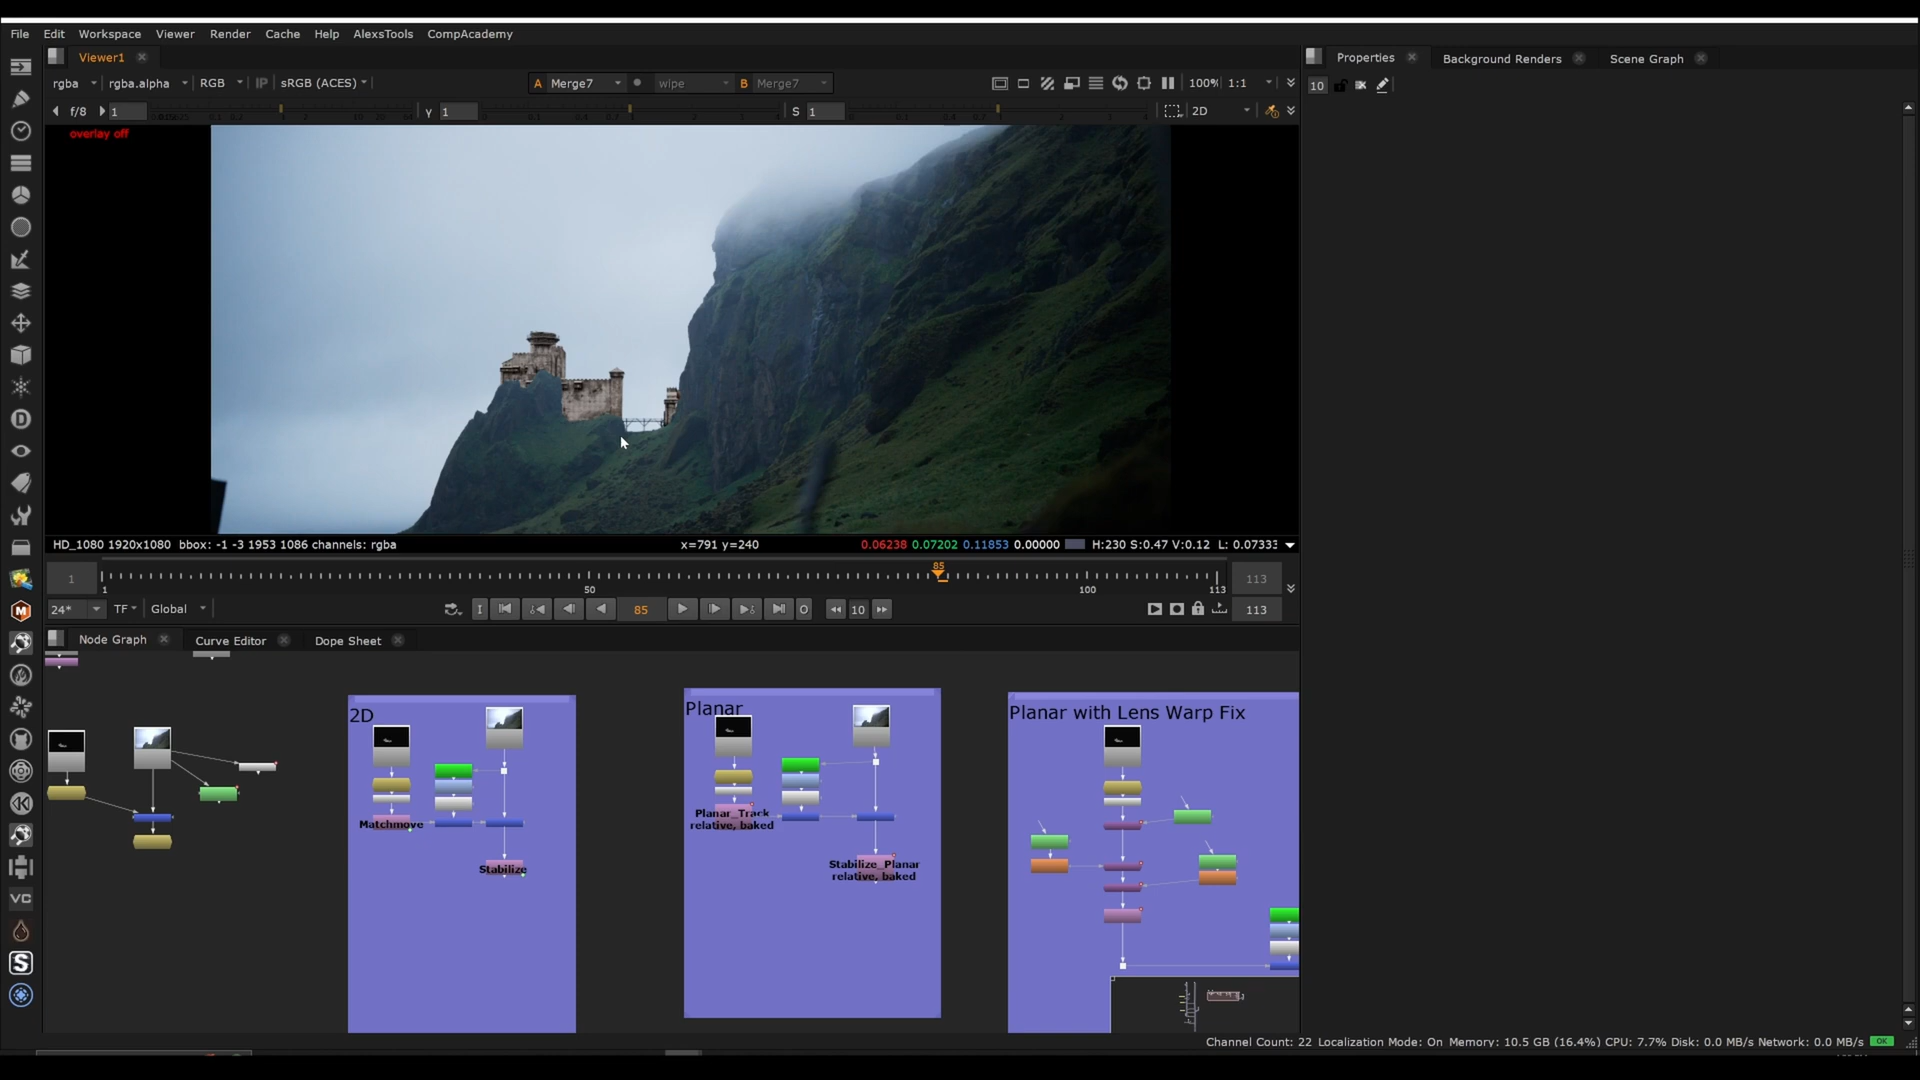 File Edit Workspace Viewer Render Cache Help AlexsTools CompAcademy
Viewer1
Properties Background Renders Scene Graph
rgba rgba.alpha RGB IP sRGB (ACES) A Merge7 wipe B Merge7 100% 1:1
10
f/8 1 Y 1 S 1 2D
overlay off
HD_1080 1920x1080 bbox: -1 -3 1953 1086 channels: rgba x=791 y=240 0.06238 0.07202 0.11853 0.00000 H:230 S:0.47 V:0.12 L: 0.07333
85
1 113
1 50 100 113
24* TF Global I 85 O 10 113
Node Graph Curve Editor Dope Sheet
2D
Planar
Planar with Lens Warp Fix
Matchmove
Planar_Track
relative, baked
Stabilize
Stabilize_Planar
relative, baked
D
M
K
VC
S
Channel Count: 22 Localization Mode: On Memory: 10.5 GB (16.4%) CPU: 7.7% Disk: 0.0 MB/s Network: 0.0 MB/s OK